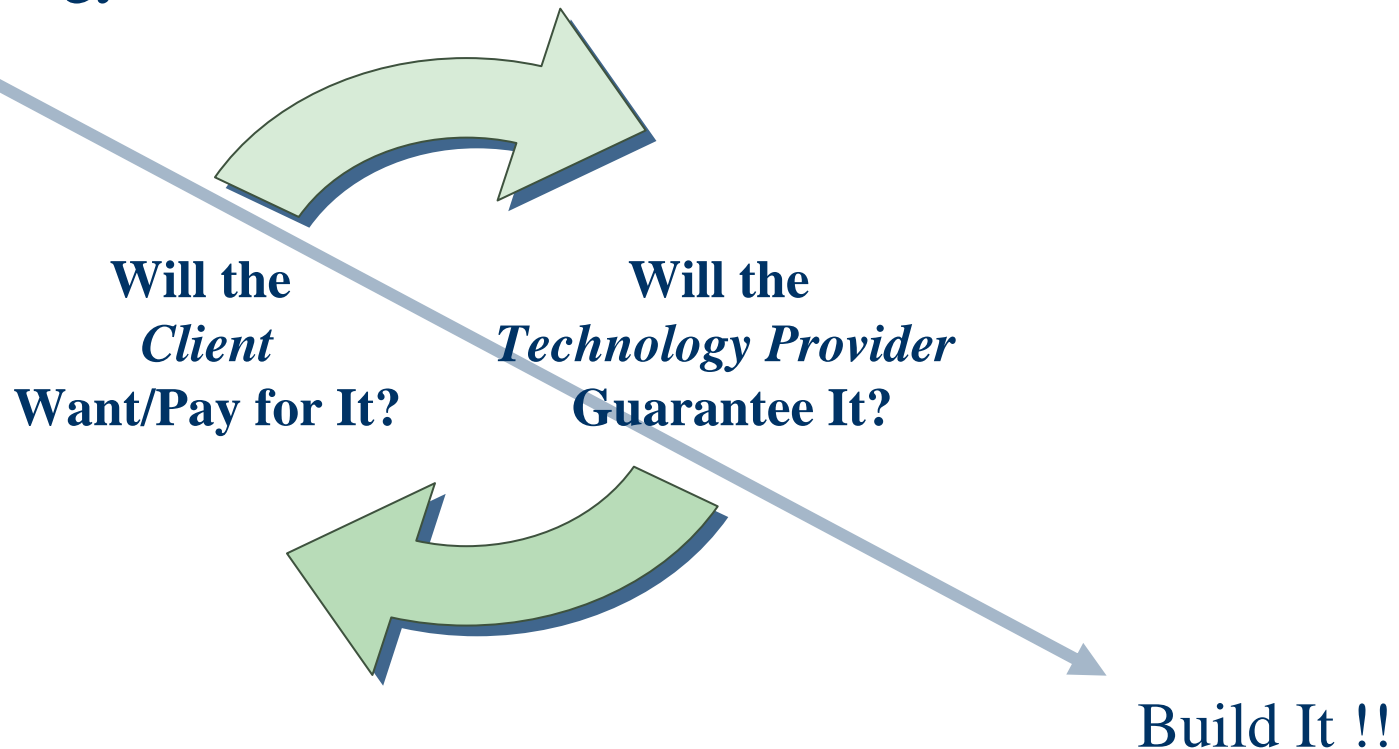 Will the
Client
Want/Pay for It?
Will the
Technology Provider
Guarantee It?
Build It !!